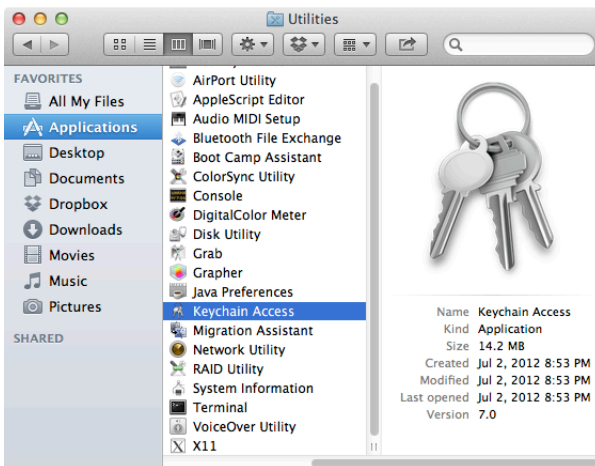 Utilities
FAVORITES
All My Files
Applications
Desktop
Documents
Dropbox
Downloads
Movies
Music
Pictures
SHARED
AirPort Utility
AppleScript Editor
Audio MIDI Setup
Bluetooth File Exchange
Boot Camp Assistant
ColorSync Utility
Console
DigitalColor Meter
Disk Utility
Grab
Grapher
Java Preferences
Keychain Access
Migration Assistant
Network Utility
RAID Utility
System Information
Terminal
VoiceOver Utility
X11
Name Keychain Access
Kind Application
Size 14.2 MB
Created Jul 2, 2012 8:53 PM
Modified Jul 2, 2012 8:53 PM
Last opened Jul 2, 2012 8:53 PM
Version 7.0